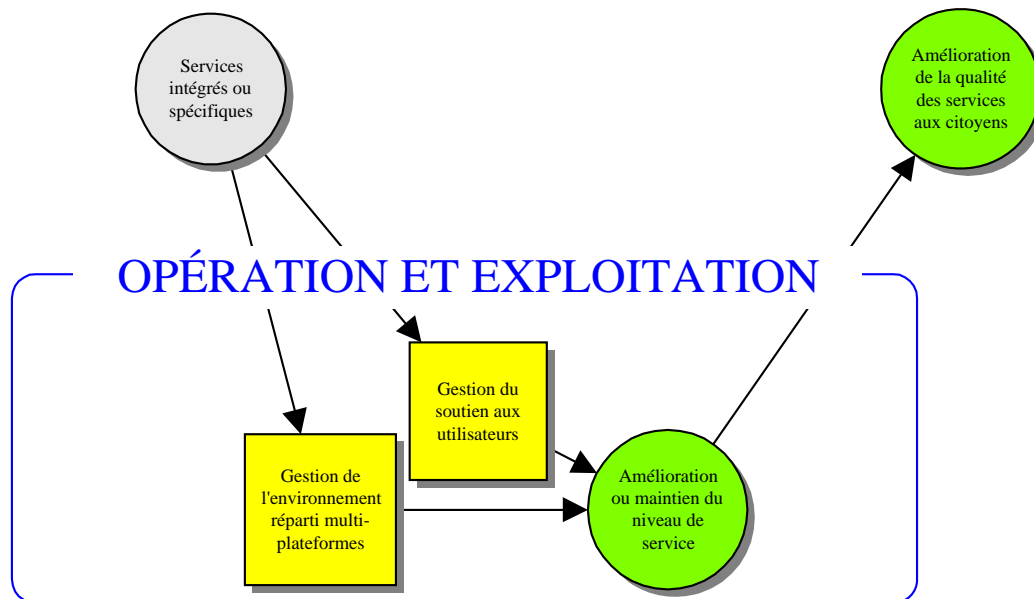 Services
intégrés ou
spécifiques
Amélioration
de la qualité
des services
aux citoyens
OPÉRATION ET EXPLOITATION
Gestion du
soutien aux
utilisateurs
Gestion de
l'environnement
réparti multi-
plateformes
Amélioration
ou maintien du
niveau de
service